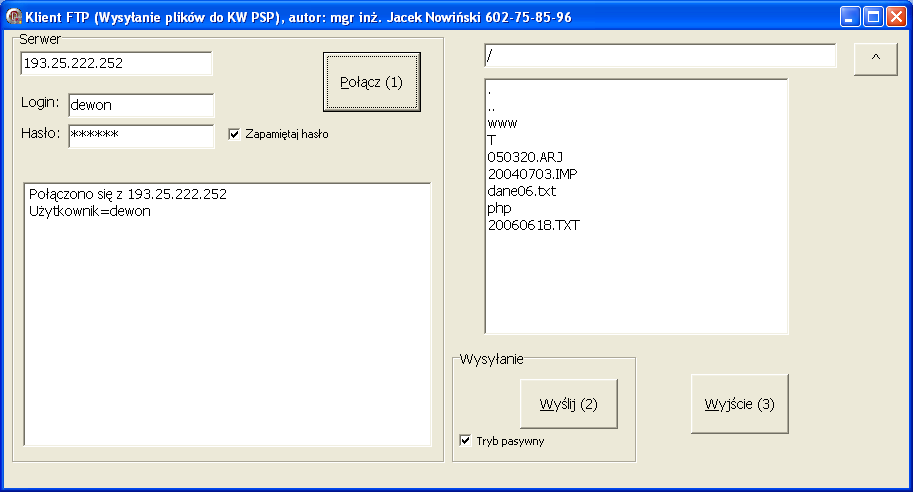 Klient FTP (Wysyłanie plików do KW PSP), autor: mgr inż. Jacek Nowiński 602-75-85-96
Serwer
193.25.222.252
Połącz (1)
Login: dewon
Hasło: ******
Zapamiętaj hasło
Połączono się z 193.25.222.252
Użytkownik=dewon
/
^
.
..
www
T
050320.ARJ
20040703.IMP
dane06.txt
php
20060618.TXT
Wysyłanie
Wyślij (2)
Tryb pasywny
Wyjście (3)